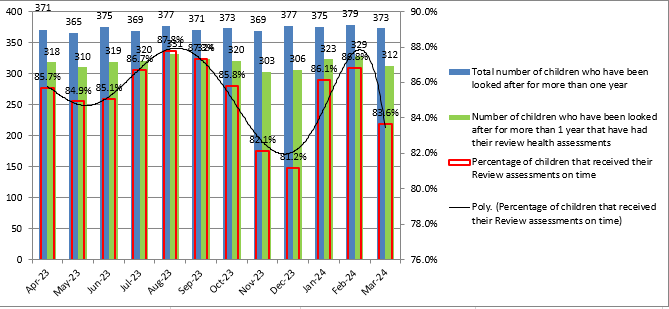 371 365 375 369 377 371 373 369 377 375 379 373
318 310 319 320 331 324 320 303 306 323 329 312
85.7% 84.9% 85.1% 86.7% 87.8% 87.3% 85.8% 82.1% 81.2% 86.1% 86.8% 83.6%
400
350
300
250
200
150
100
50
0
90.0%
88.0%
86.0%
84.0%
82.0%
80.0%
78.0%
76.0%
Apr-23 May-23 Jun-23 Jul-23 Aug-23 Sep-23 Oct-23 Nov-23 Dec-23 Jan-24 Feb-24 Mar-24
Total number of children who have been
looked after for more than one year
Number of children who have been looked
after for more than 1 year that have had
their review health assessments
Percentage of children that received their
Review assessments on time
Poly. (Percentage of children that received
their Review assessments on time)